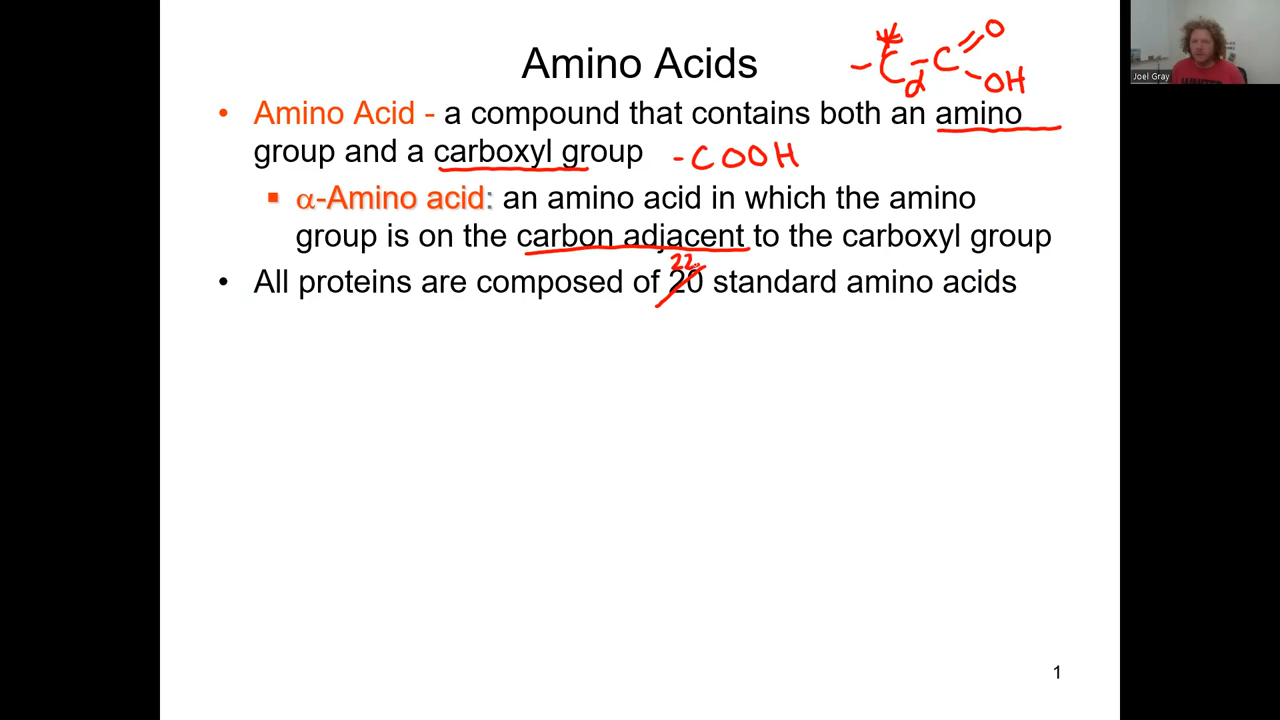 Amino Acids
- C α - C = O
- OH
Joel Gray
• Amino Acid - a compound that contains both an amino
group and a carboxyl group - COOH
▪ α-Amino acid: an amino acid in which the amino
group is on the carbon adjacent to the carboxyl group
22
• All proteins are composed of 20 standard amino acids
1